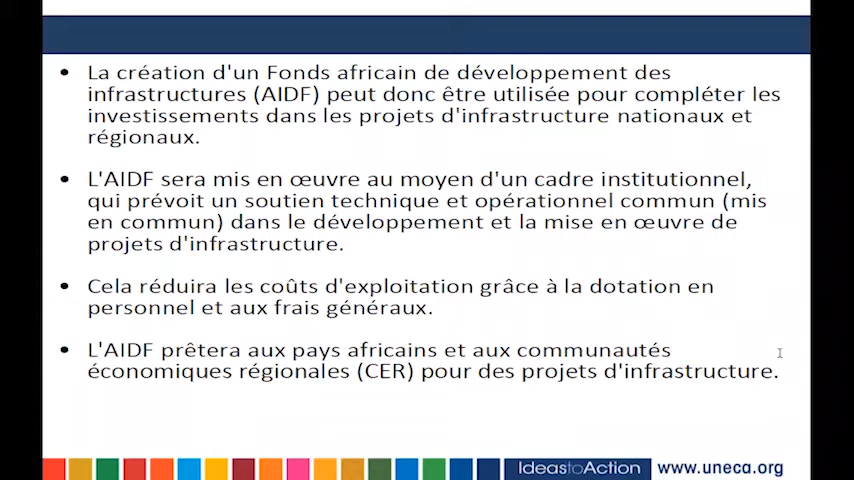 • La création d'un Fonds africain de développement des
infrastructures (AIDF) peut donc être utilisée pour compléter les
investissements dans les projets d'infrastructure nationaux et
régionaux.
• L'AIDF sera mis en œuvre au moyen d'un cadre institutionnel,
qui prévoit un soutien technique et opérationnel commun (mis
en commun) dans le développement et la mise en œuvre de
projets d'infrastructure.
• Cela réduira les coûts d'exploitation grâce à la dotation en
personnel et aux frais généraux.
• L'AIDF prêtera aux pays africains et aux communautés
économiques régionales (CER) pour des projets d'infrastructure.
IdeastoAction www.uneca.org